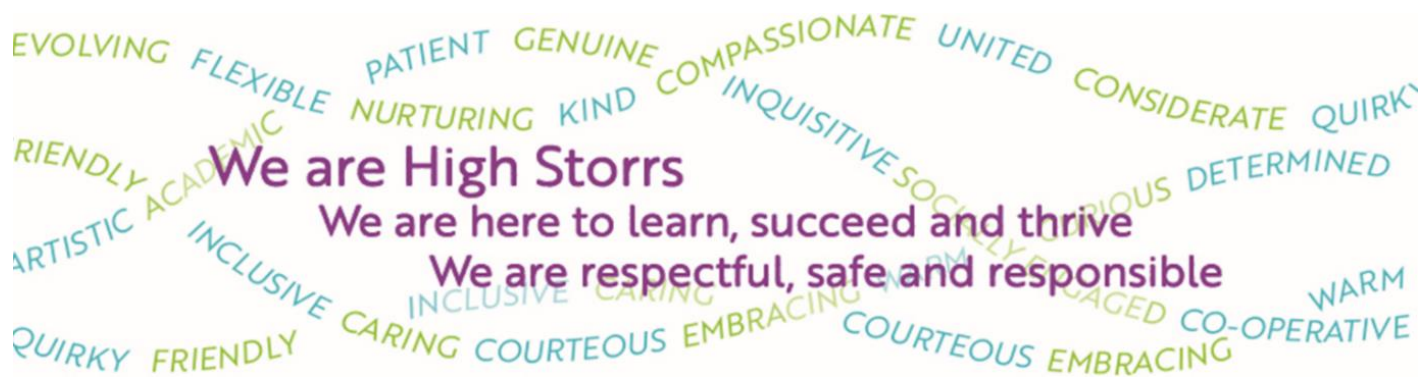 EVOLVING FLEXIBLE PATIENT GENUINE COMPASSIONATE UNITED CONSIDERATE QUIRKY
NURTURING KIND INQUISITIVE SOCIALLY ENGAGED
RIENDLY ARTISTIC ACADEMIC
DETERMINED
We are High Storrs
We are here to learn, succeed and thrive
We are respectful, safe and responsible
INCLUSIVE CARING COURTEOUS EMBRACING
INCLUSIVE CARING WARM
QUIRKY FRIENDLY
COURTEOUS EMBRACING CO-OPERATIVE WARM